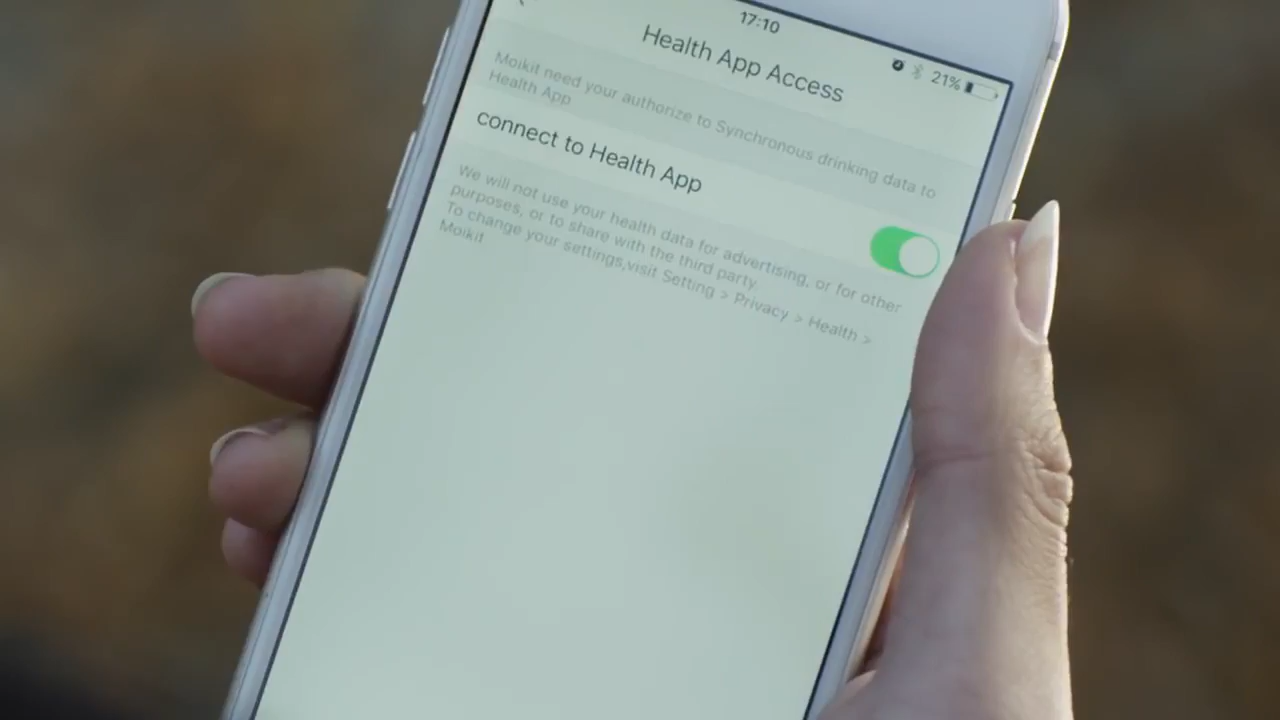 17:10
21%
Health App Access
Moikit need your authorize to Synchronous drinking data to
Health App
connect to Health App
We will not use your health data for advertising, or for other
purposes, or to share with the third party.
To change your settings,visit Setting > Privacy > Health >
Moikit